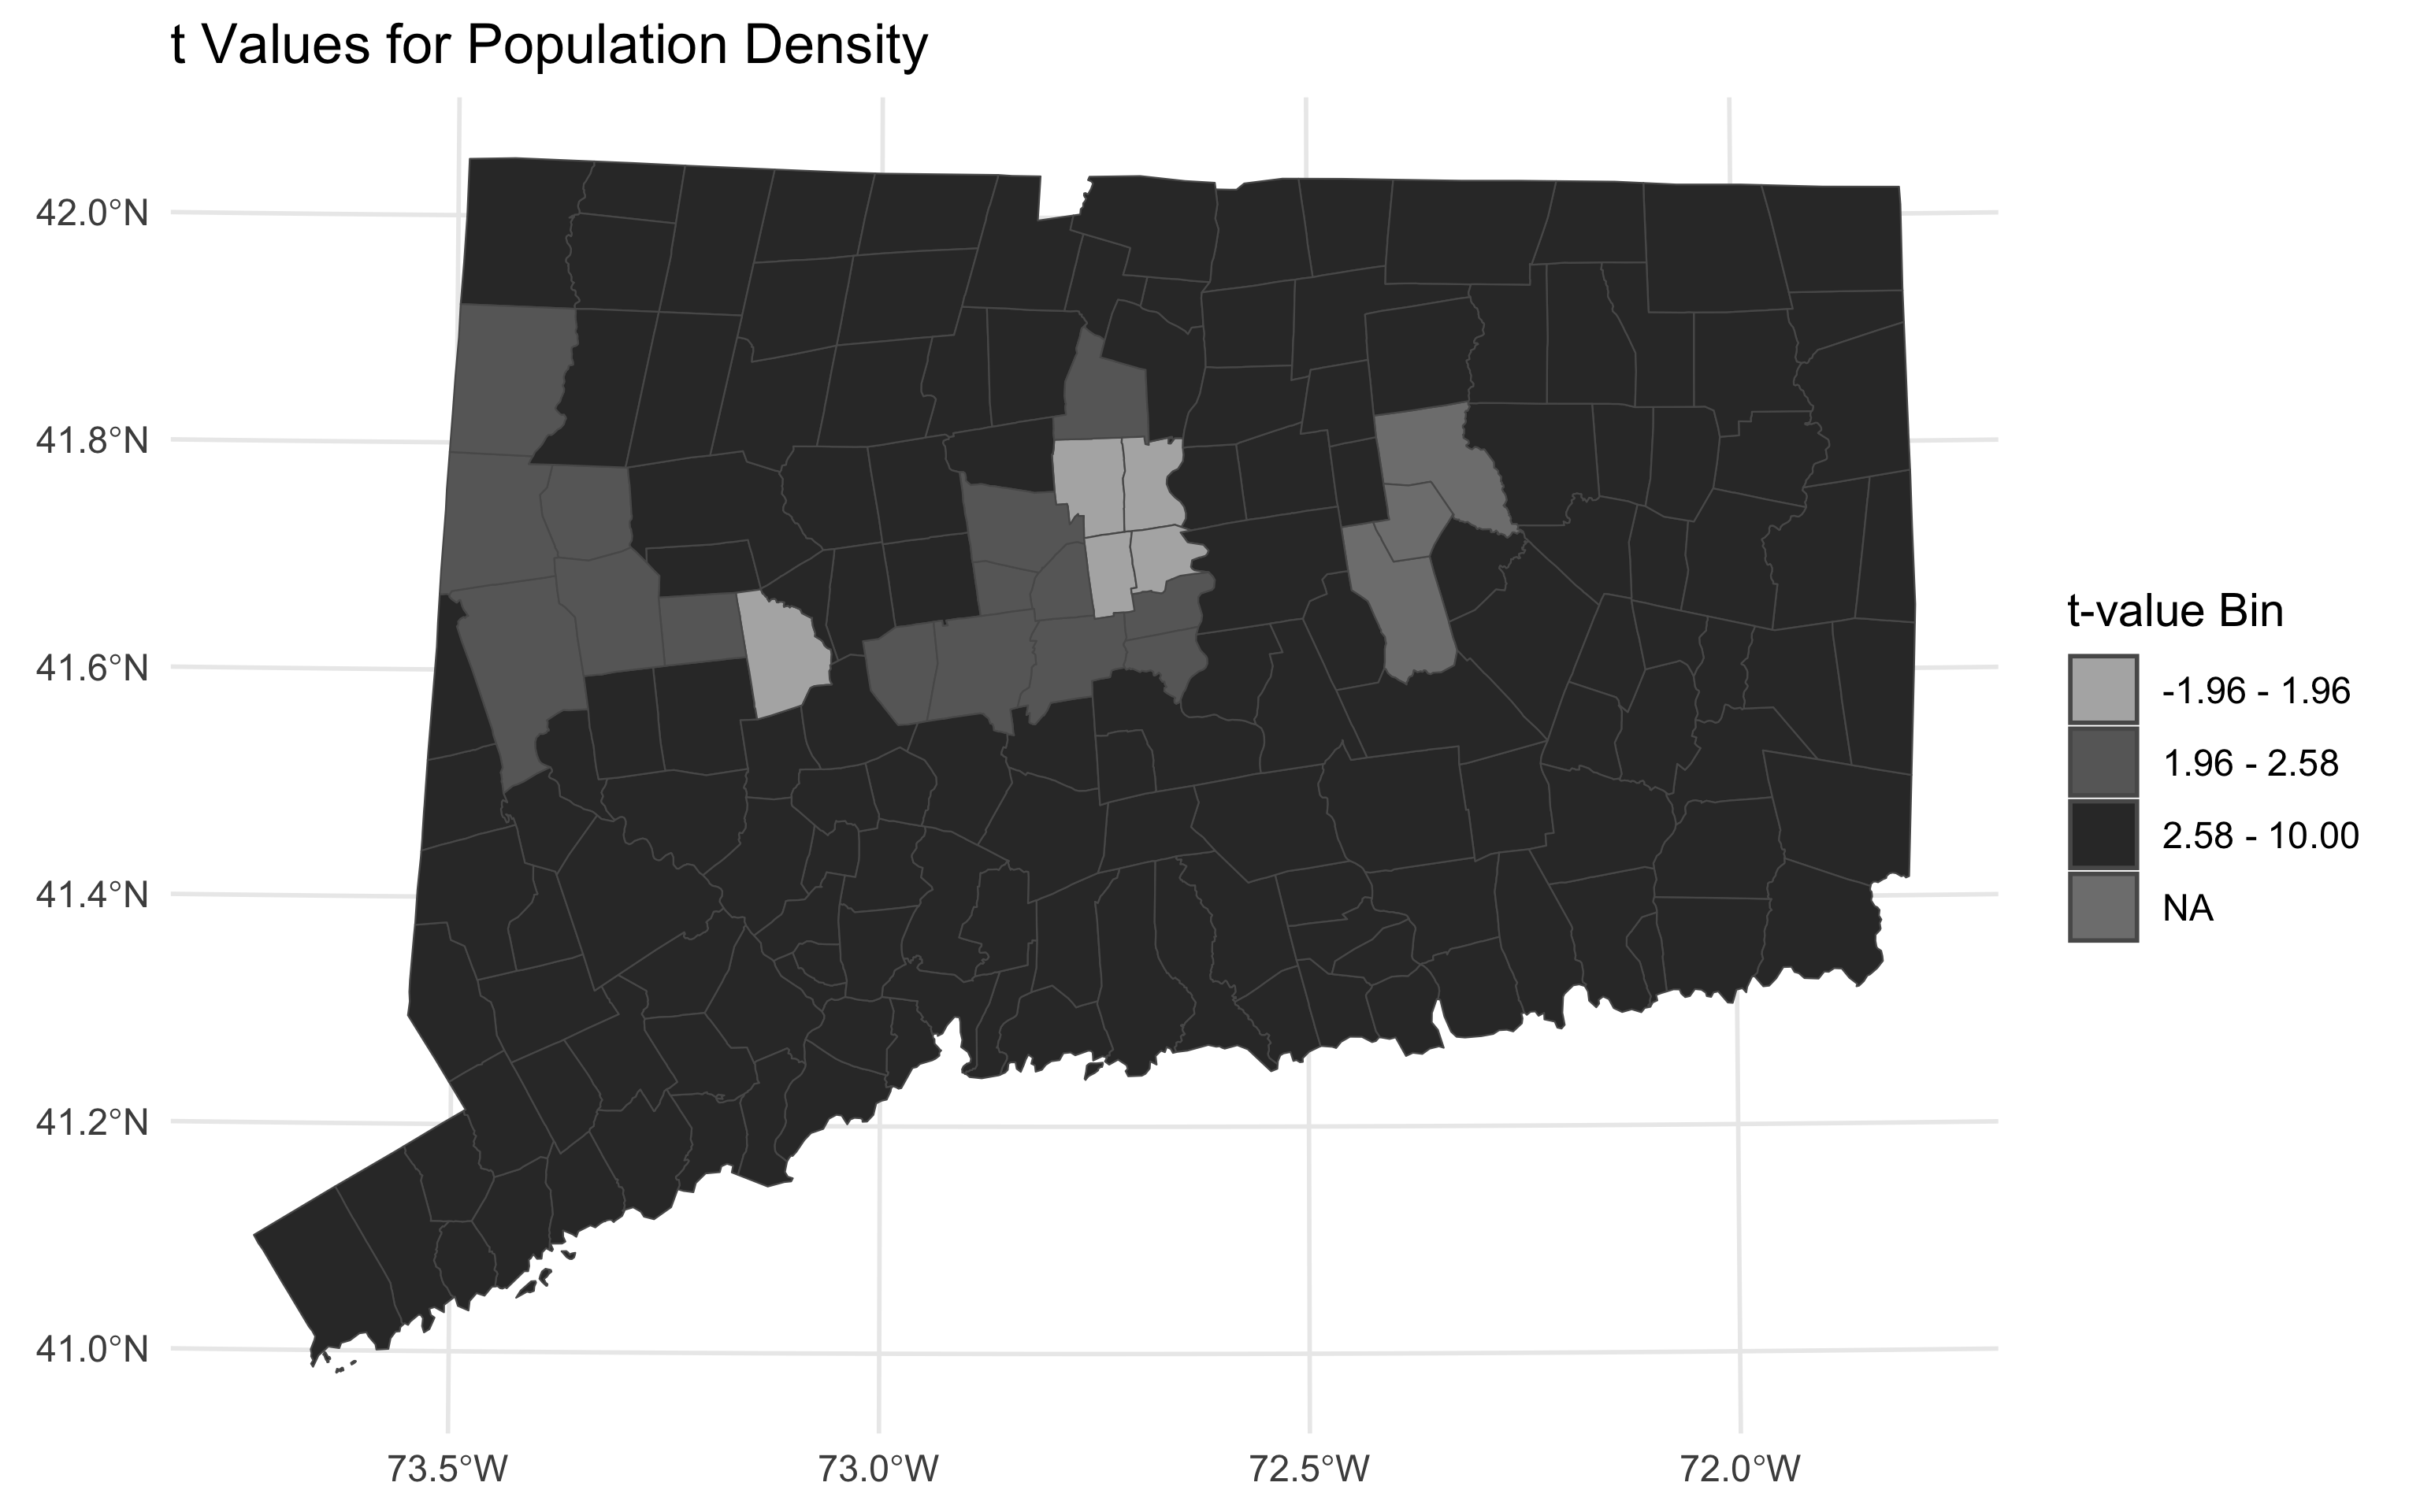 t Values for Population Density
42.0°N
41.8°N
41.6°N
41.4°N
41.2°N
41.0°N
73.5°W
73.0°W
72.5°W
72.0°W
t-value Bin
-1.96 - 1.96
1.96 - 2.58
2.58 - 10.00
NA